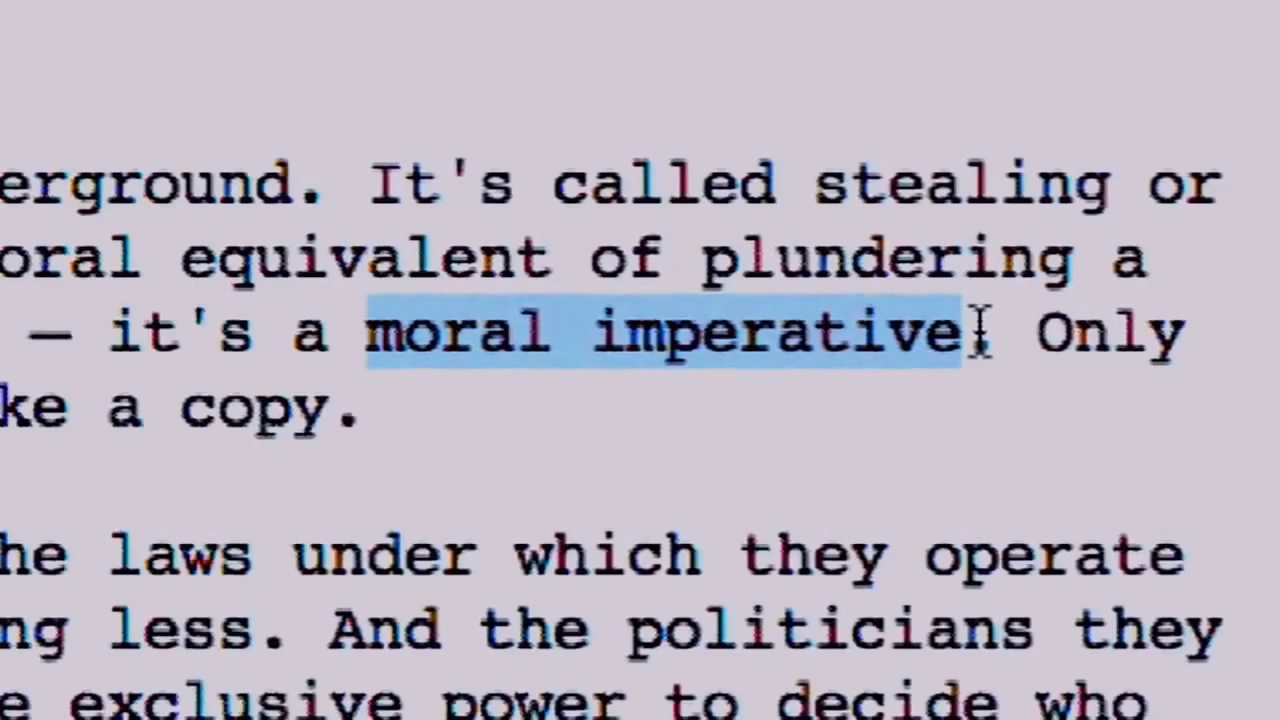 erground. It's called stealing or
oral equivalent of plundering a
— it's a moral imperative. Only
ke a copy.
he laws under which they operate
ng less. And the politicians they
e exclusive power to decide who